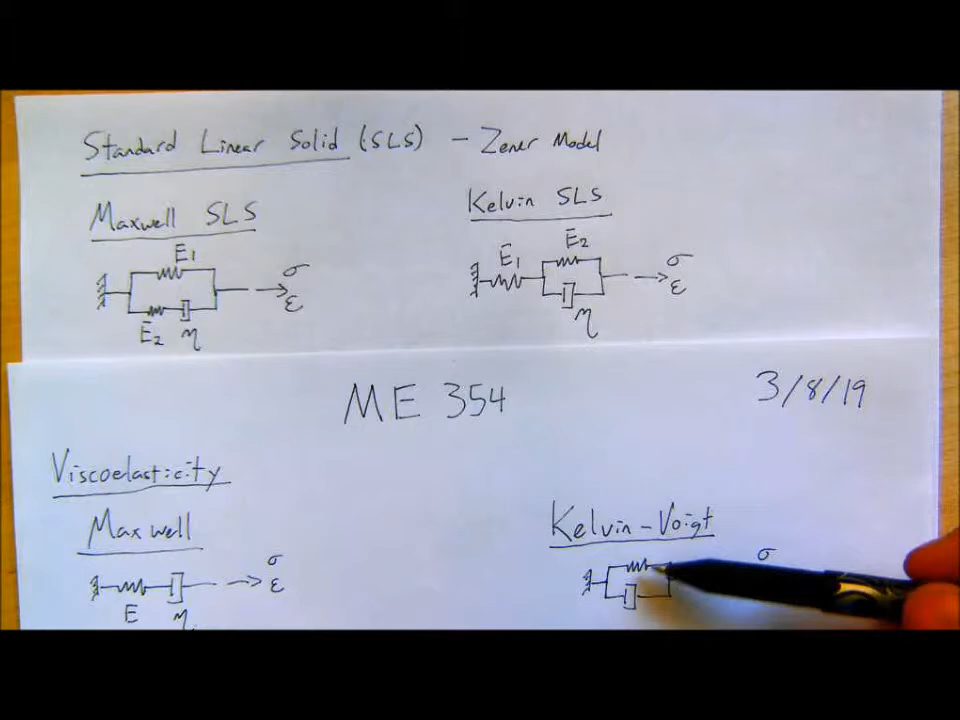 Standard Linear Solid (SLS) - Zener Model
Maxwell SLS
E1
σ
ε
E2 η
Kelvin SLS
E1 E2
σ
ε
η
ME 354 3/8/19
Viscoelasticity
Maxwell
σ
ε
E η
Kelvin-Voigt
σ